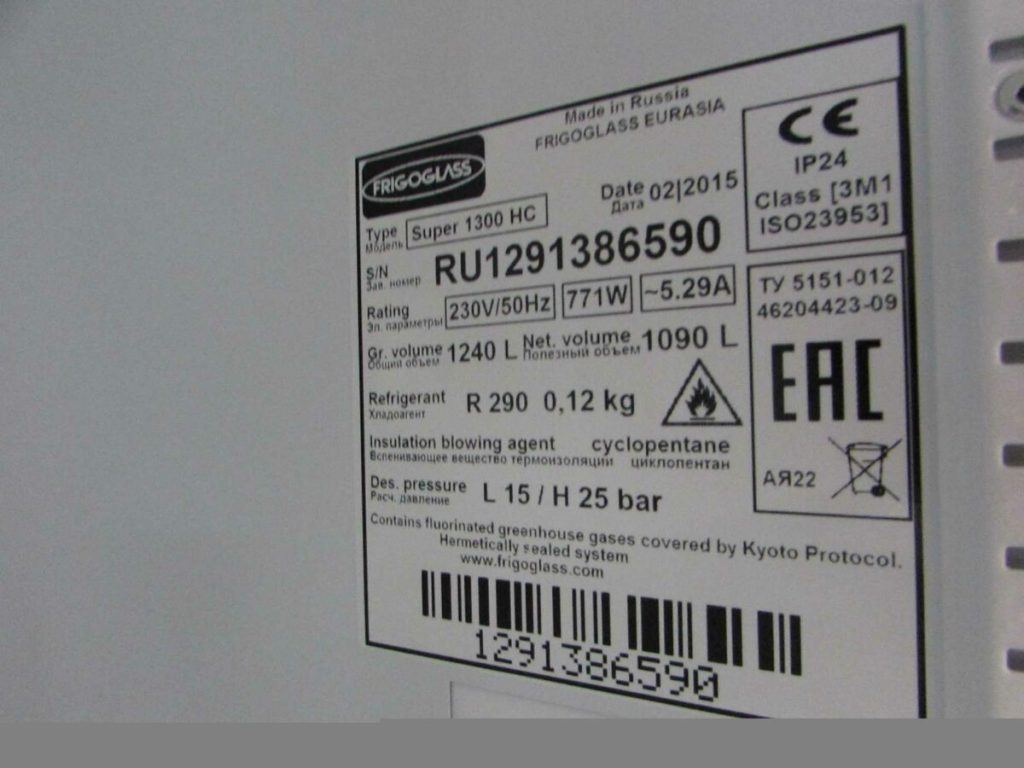 Made in Russia
FRIGOGLASS EURASIA
FRIGOGLASS
Date 02|2015
Дата
Type Super 1300 HC
Модель
S/N RU1291386590
Зав. номер
Rating 230V/50Hz 771W ~5.29A
Эл. параметры
Gr. volume 1240 L Net. volume 1090 L
Общий объем Полезный объем
Refrigerant R 290 0,12 kg
Хладоагент
Insulation blowing agent cyclopentane
Вспенивающее вещество термоизоляции циклопентан
Des. pressure L 15 / H 25 bar
Расч. давление
Contains fluorinated greenhouse gases covered by Kyoto Protocol.
Hermetically sealed system
www.frigoglass.com
1291386590
CE
IP24
Class [3M1
ISO23953]
ТУ 5151-012
46204423-09
EAC
АЯ22